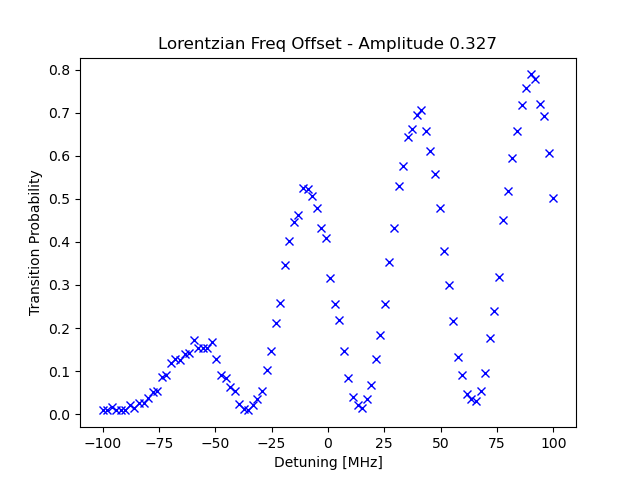 Lorentzian Freq Offset - Amplitude 0.327
Transition Probability
0.8
0.7
0.6
0.5
0.4
0.3
0.2
0.1
0.0
−100 −75 −50 −25 0 25 50 75 100
Detuning [MHz]